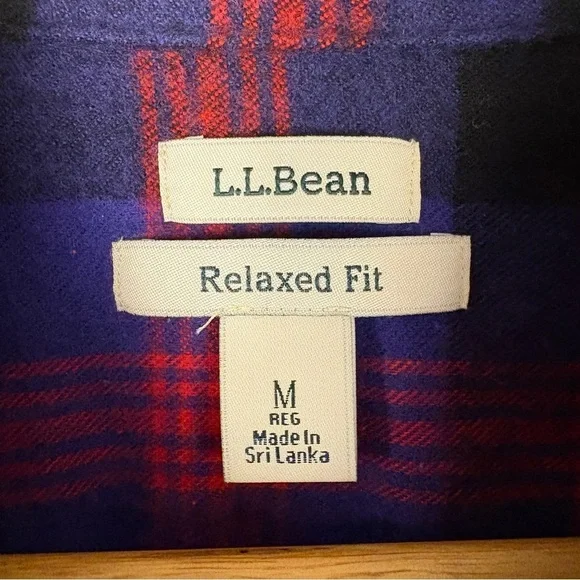 L.L.Bean
Relaxed Fit
M
REG
Made In
Sri Lanka